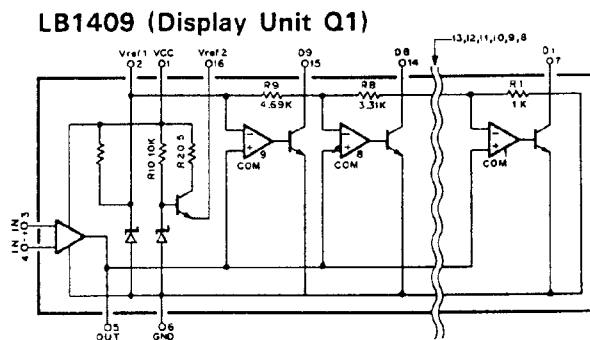 LB1409 (Display Unit Q1)
13,12,11,10,9,8
Vref1 VCC Vref2 D9 D8 D1
2 1 16 15 14 7
R9 R8 R1
4.69K 3.31K 1K
R10 10K
R20.5
9 8 1
COM COM COM
IN IN
3
4
5 6
OUT GND